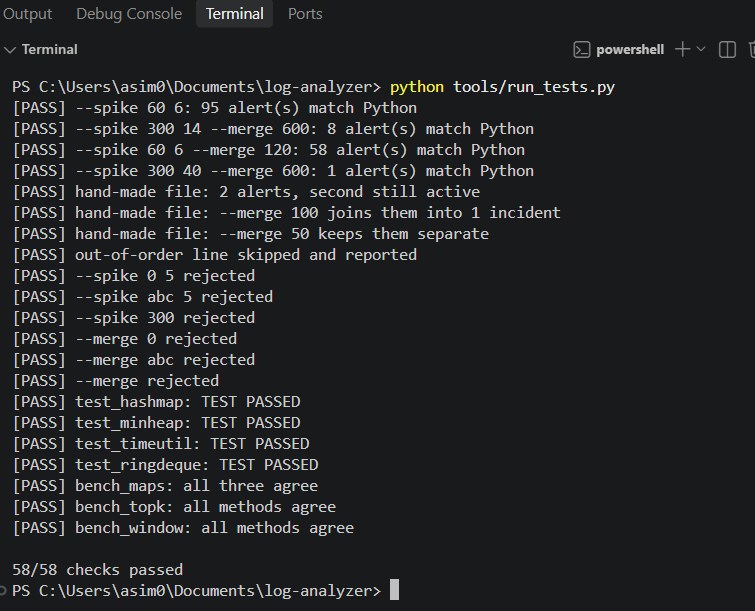 Output Debug Console Terminal Ports
Terminal powershell
PS C:\Users\asim0\Documents\log-analyzer> python tools/run_tests.py
[PASS] --spike 60 6: 95 alert(s) match Python
[PASS] --spike 300 14 --merge 600: 8 alert(s) match Python
[PASS] --spike 60 6 --merge 120: 58 alert(s) match Python
[PASS] --spike 300 40 --merge 600: 1 alert(s) match Python
[PASS] hand-made file: 2 alerts, second still active
[PASS] hand-made file: --merge 100 joins them into 1 incident
[PASS] hand-made file: --merge 50 keeps them separate
[PASS] out-of-order line skipped and reported
[PASS] --spike 0 5 rejected
[PASS] --spike abc 5 rejected
[PASS] --spike 300 rejected
[PASS] --merge 0 rejected
[PASS] --merge abc rejected
[PASS] --merge rejected
[PASS] test_hashmap: TEST PASSED
[PASS] test_minheap: TEST PASSED
[PASS] test_timeutil: TEST PASSED
[PASS] test_ringdeque: TEST PASSED
[PASS] bench_maps: all three agree
[PASS] bench_topk: all methods agree
[PASS] bench_window: all methods agree
58/58 checks passed
PS C:\Users\asim0\Documents\log-analyzer>